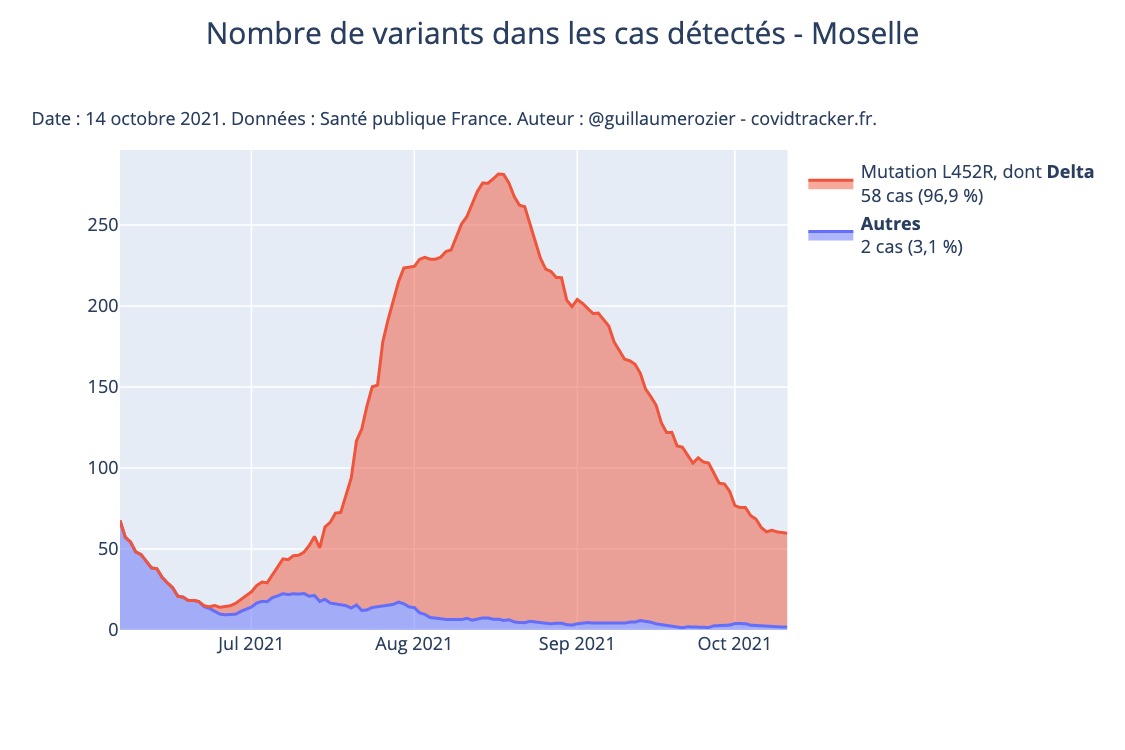 Nombre de variants dans les cas détectés - Moselle
Date : 14 octobre 2021. Données : Santé publique France. Auteur : @guillaumerozier - covidtracker.fr.
Mutation L452R, dont Delta
58 cas (96,9 %)
Autres
2 cas (3,1 %)
250
200
150
100
50
0
Jul 2021
Aug 2021
Sep 2021
Oct 2021